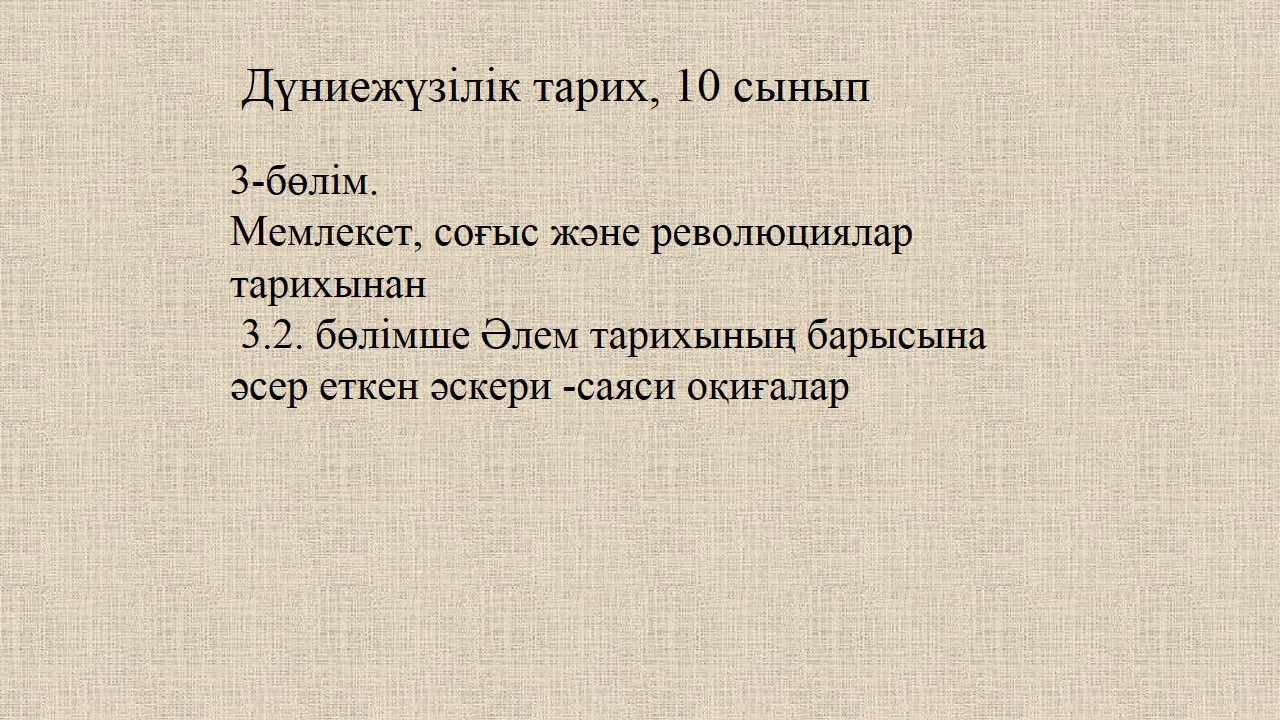 Дүниежүзілік тарих, 10 сынып
3-бөлім.
Мемлекет, соғыс және революциялар
тарихынан
3.2. бөлімше Әлем тарихының барысына
әсер еткен әскери -саяси оқиғалар